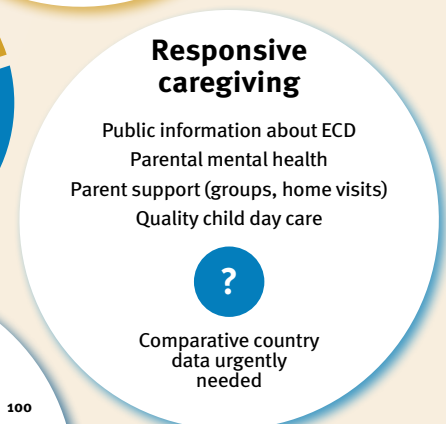 Responsive
caregiving
Public information about ECD
Parental mental health
Parent support (groups, home visits)
Quality child day care
?
Comparative country
data urgently
needed
100